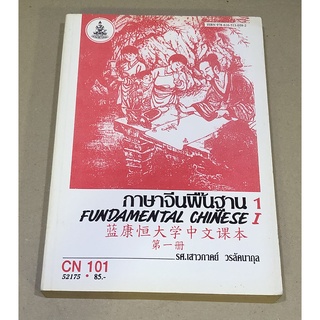 ภาษาจีนพื้นฐาน 1
FUNDAMENTAL CHINESE I
蓝康恒大学中文课本
第一册
รศ.เสาวภาคย์ วรลัคนากุล
CN 101
52175 * 85.-